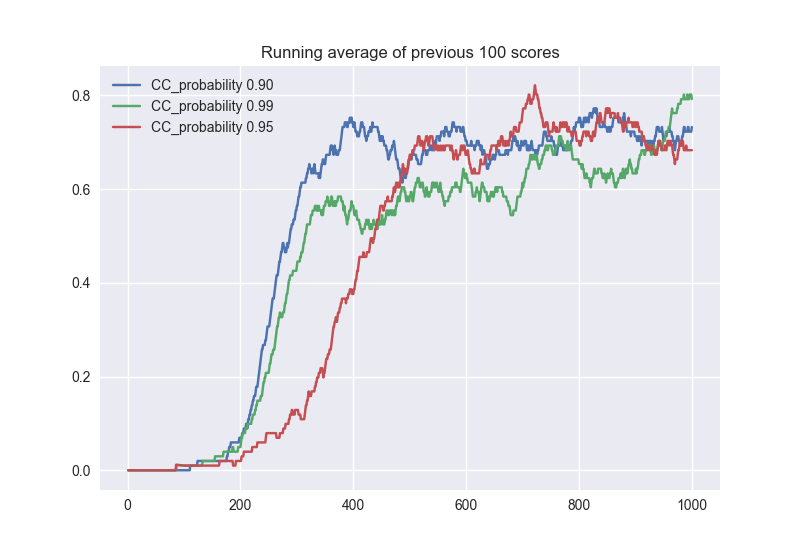 Running average of previous 100 scores
CC_probability 0.90
CC_probability 0.99
CC_probability 0.95
0.8
0.6
0.4
0.2
0.0
0 200 400 600 800 1000